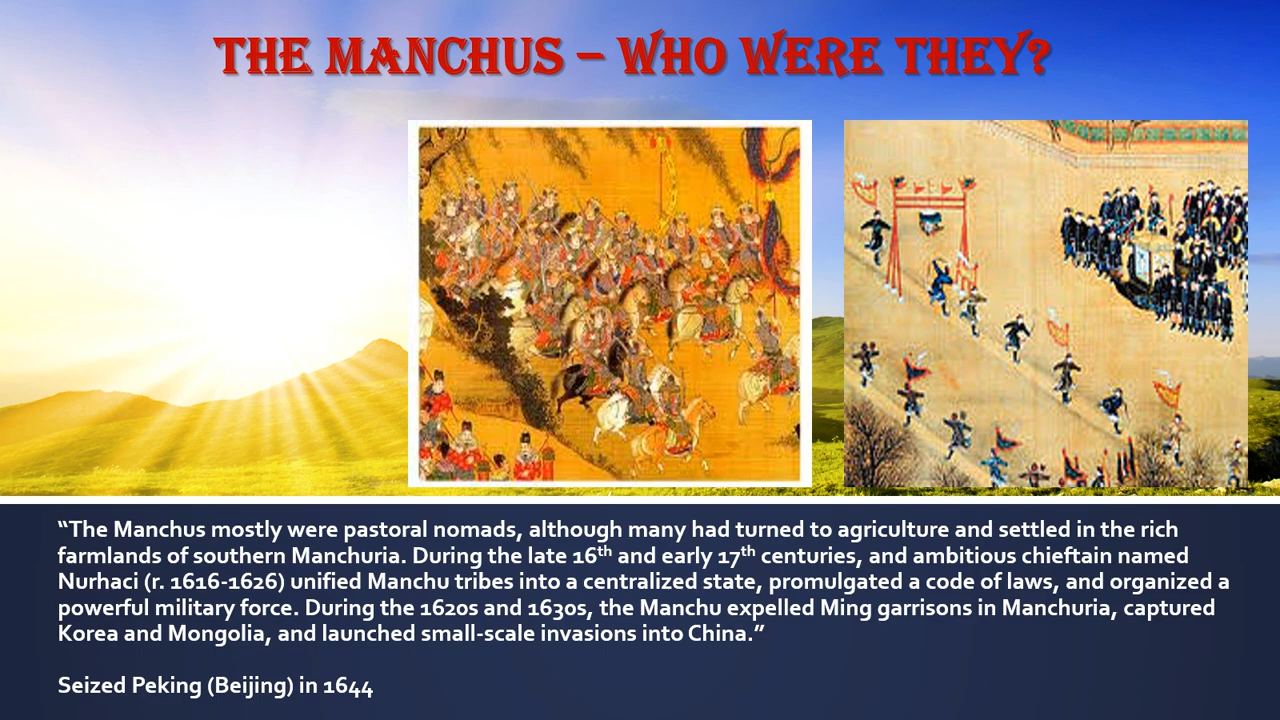 THE MANCHUS – WHO WERE THEY?
“The Manchus mostly were pastoral nomads, although many had turned to agriculture and settled in the rich
farmlands of southern Manchuria. During the late 16th and early 17th centuries, and ambitious chieftain named
Nurhaci (r. 1616-1626) unified Manchu tribes into a centralized state, promulgated a code of laws, and organized a
powerful military force. During the 1620s and 1630s, the Manchu expelled Ming garrisons in Manchuria, captured
Korea and Mongolia, and launched small-scale invasions into China.”
Seized Peking (Beijing) in 1644